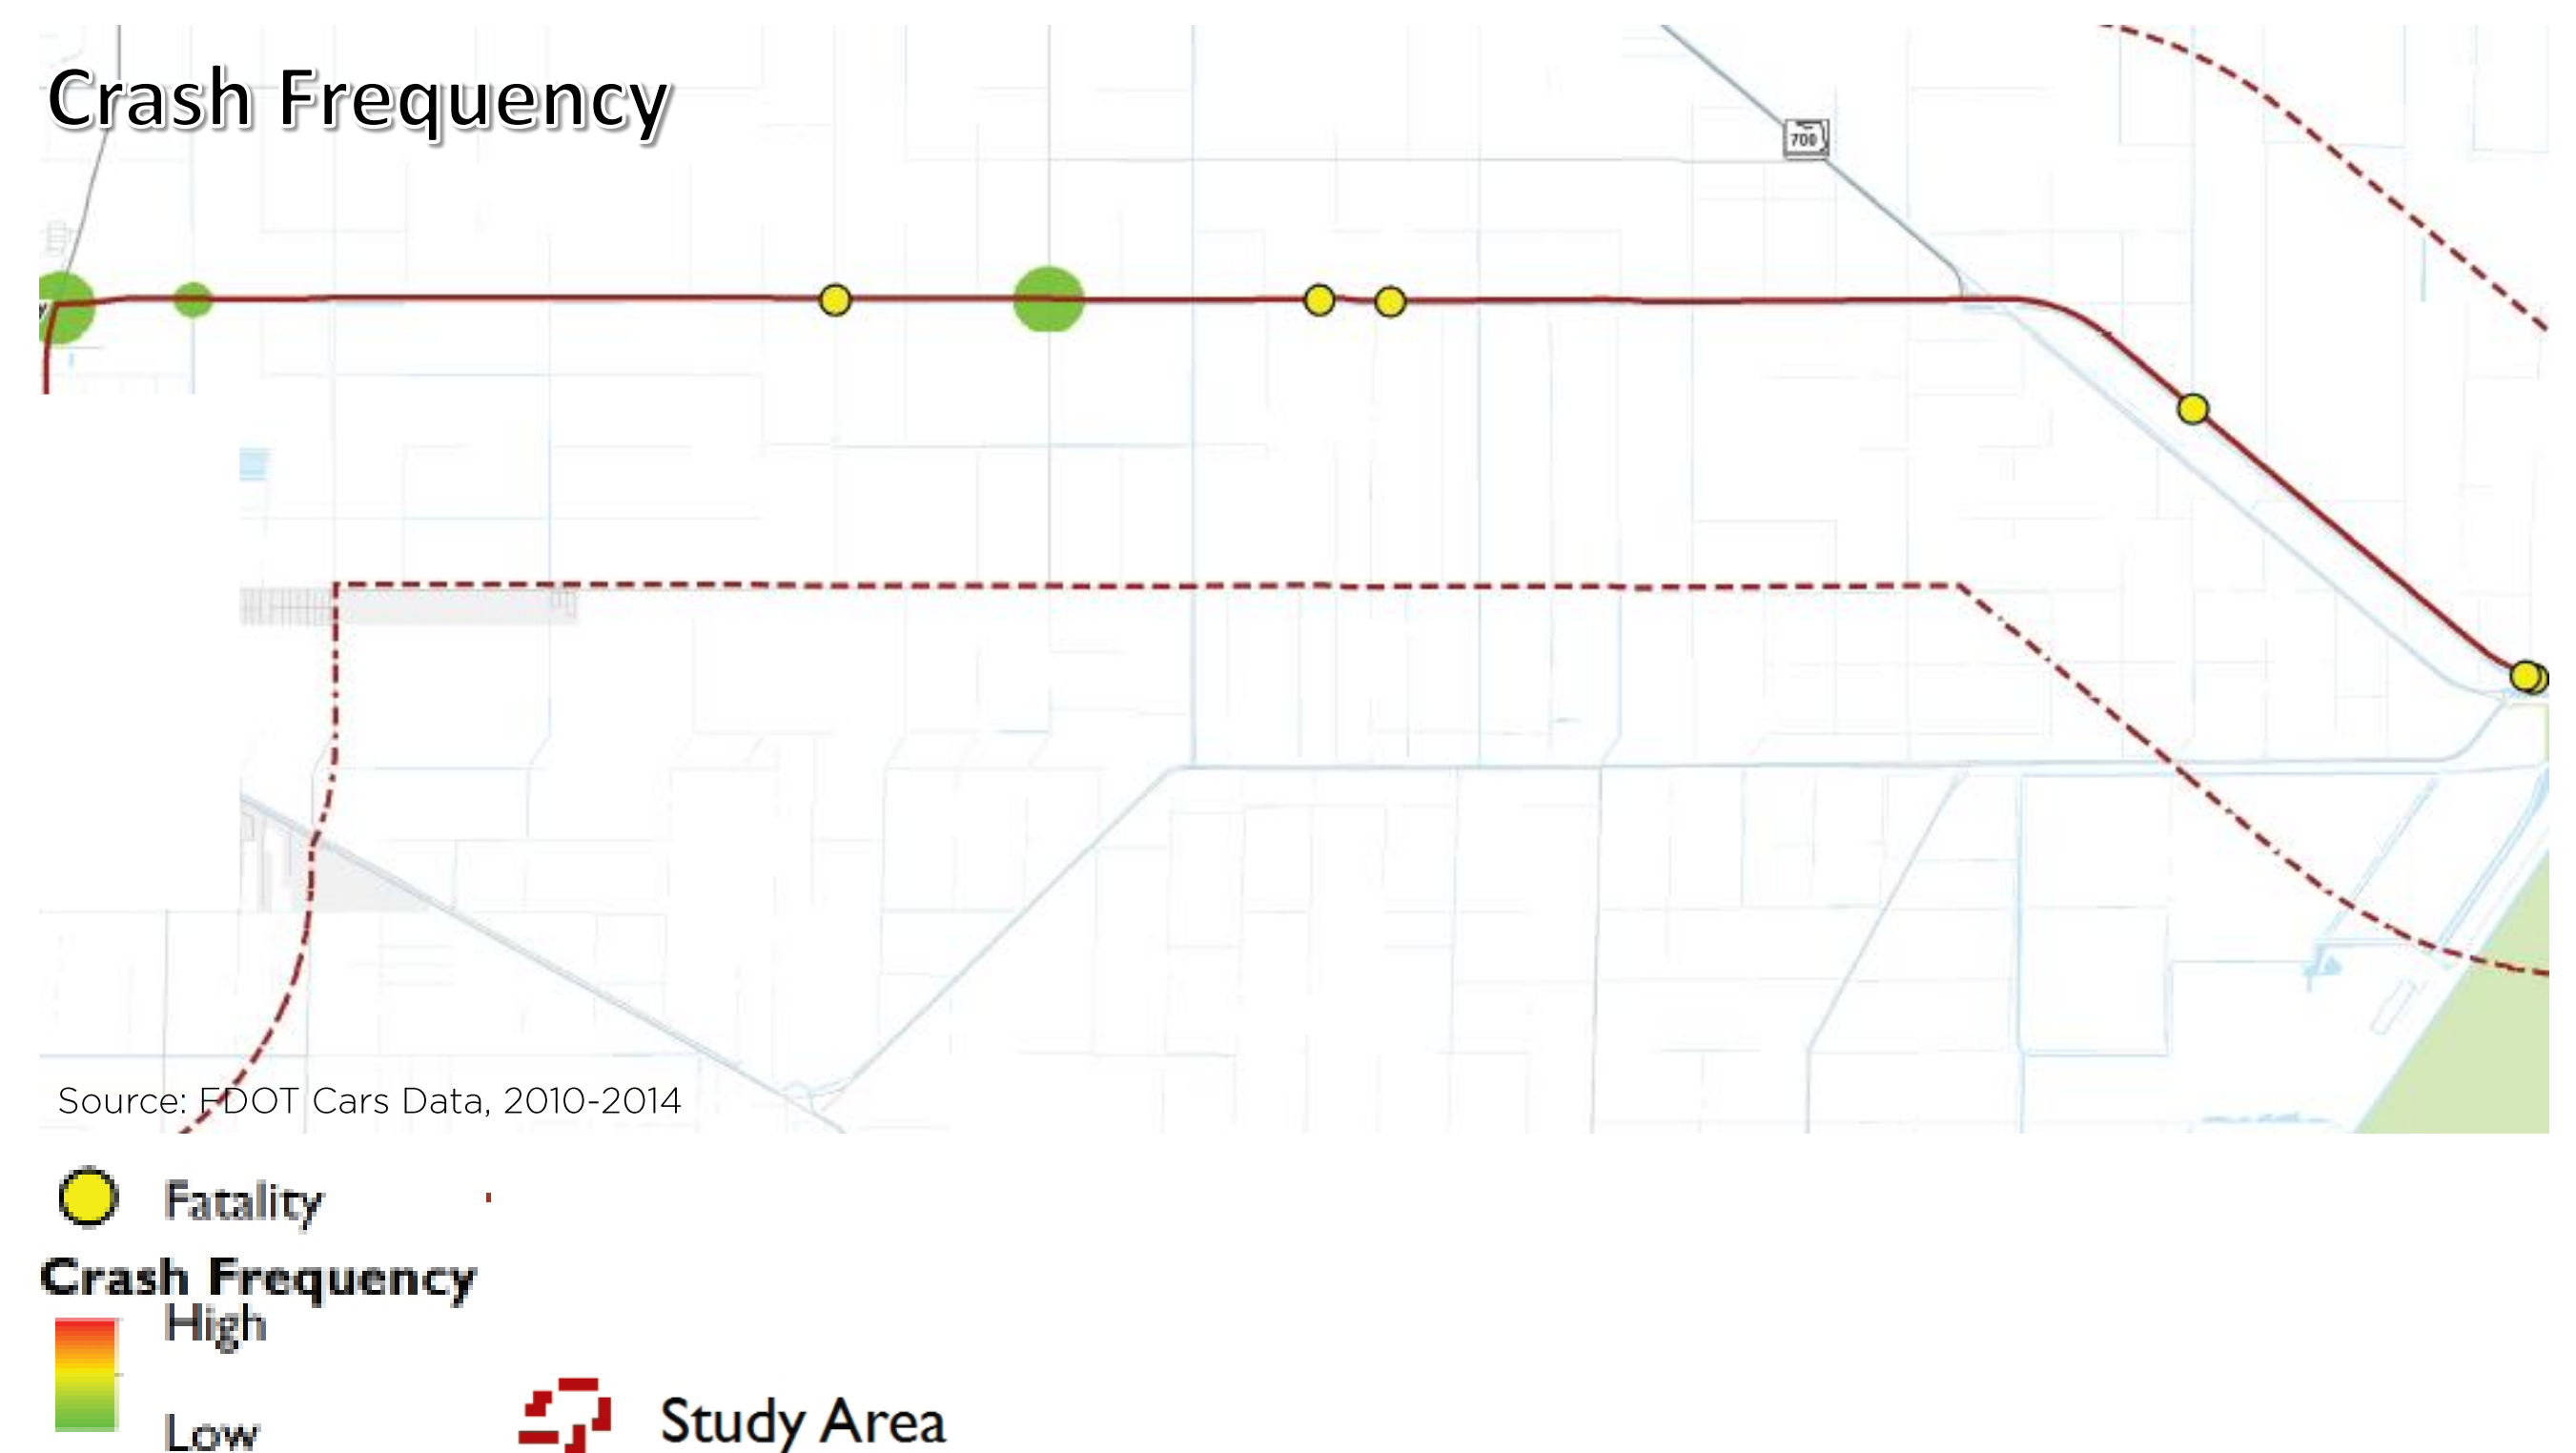 Crash Frequency
700
Source: FDOT Cars Data, 2010-2014
Fatality
Crash Frequency
High
Low
Study Area